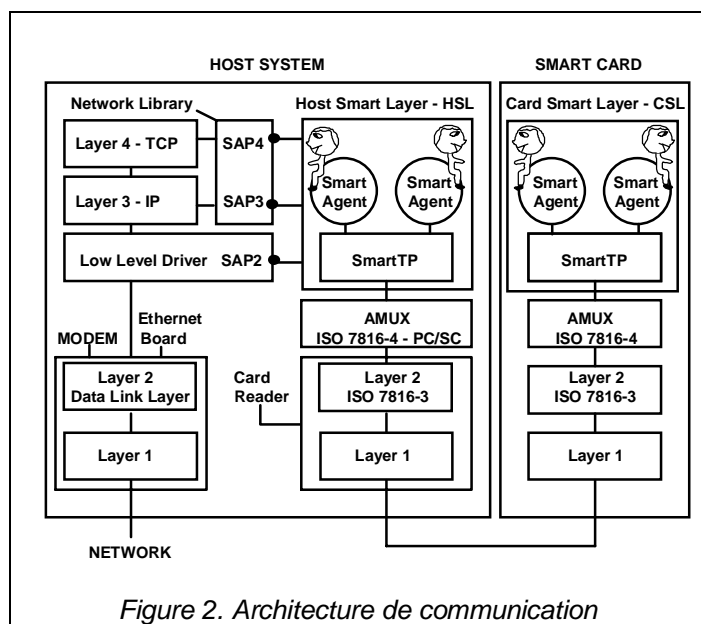 HOST SYSTEM
SMART CARD
Network Library
Host Smart Layer - HSL
Card Smart Layer - CSL
Layer 4 - TCP
SAP4
Layer 3 - IP
SAP3
Smart
Agent
Smart
Agent
Smart
Agent
Smart
Agent
Low Level Driver SAP2
SmartTP
SmartTP
MODEM
Ethernet
Board
AMUX
ISO 7816-4 - PC/SC
AMUX
ISO 7816-4
Layer 2
Data Link Layer
Card
Reader
Layer 2
ISO 7816-3
Layer 2
ISO 7816-3
Layer 1
Layer 1
Layer 1
NETWORK
Figure 2. Architecture de communication